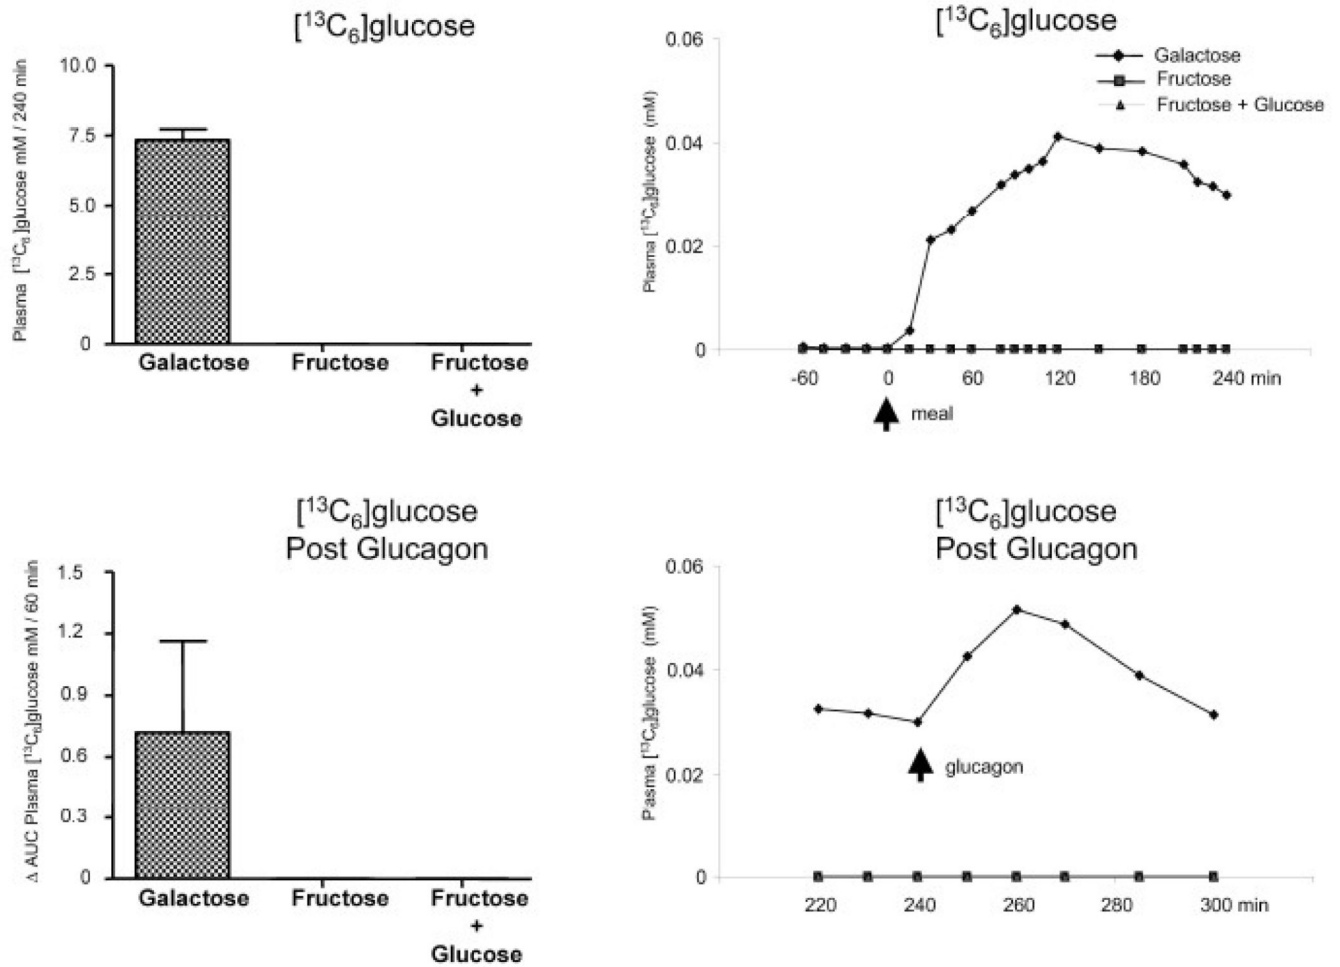 [¹³C₆]glucose
Plasma [¹³C₆]glucose mM / 240 min
10.0
7.5
5.0
2.5
0
Galactose
Fructose
Fructose
+
Glucose
[¹³C₆]glucose
Plasma [¹³C₆]glucose (mM)
0.06
0.04
0.02
0
Galactose
Fructose
Fructose + Glucose
-60 0 60 120 180 240 min
meal
[¹³C₆]glucose
Post Glucagon
Δ AUC Plasma [¹³C₆]glucose mM / 60 min
1.5
1.2
0.9
0.6
0.3
0
Galactose
Fructose
Fructose
+
Glucose
[¹³C₆]glucose
Post Glucagon
Pasma [¹³C₆]glucose (mM)
0.06
0.04
0.02
0
glucagon
220 240 260 280 300 min